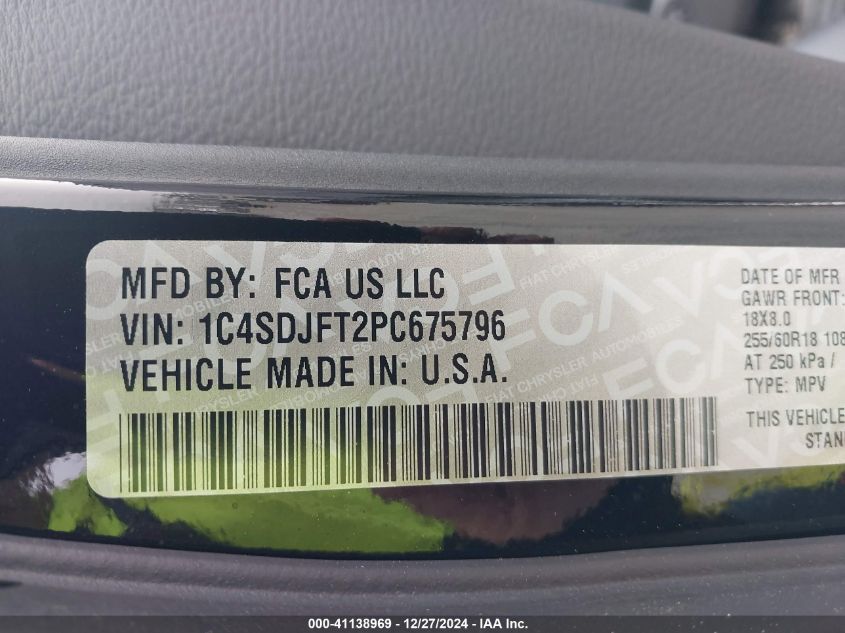 MFD BY: FCA US LLC
VIN: 1C4SDJFT2PC675796
VEHICLE MADE IN: U.S.A.
DATE OF MFR
GAWR FRONT:
18X8.0
255/60R18 108
AT 250 kPa /
TYPE: MPV
THIS VEHICLE
STAN
000-41138969 - 12/27/2024 - IAA Inc.